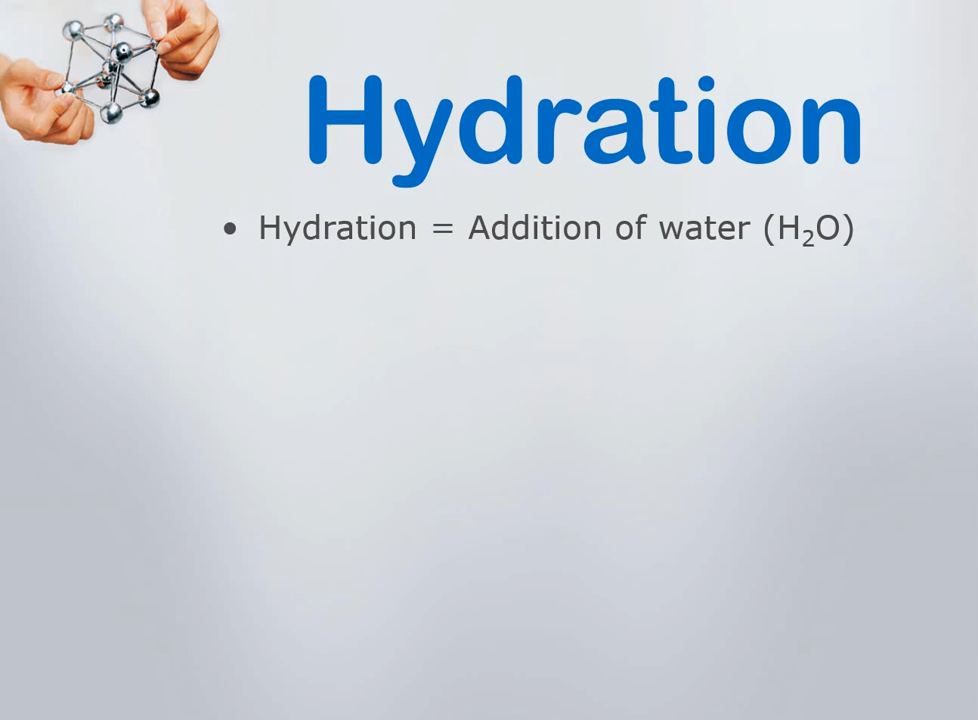 Hydration
• Hydration = Addition of water (H₂O)